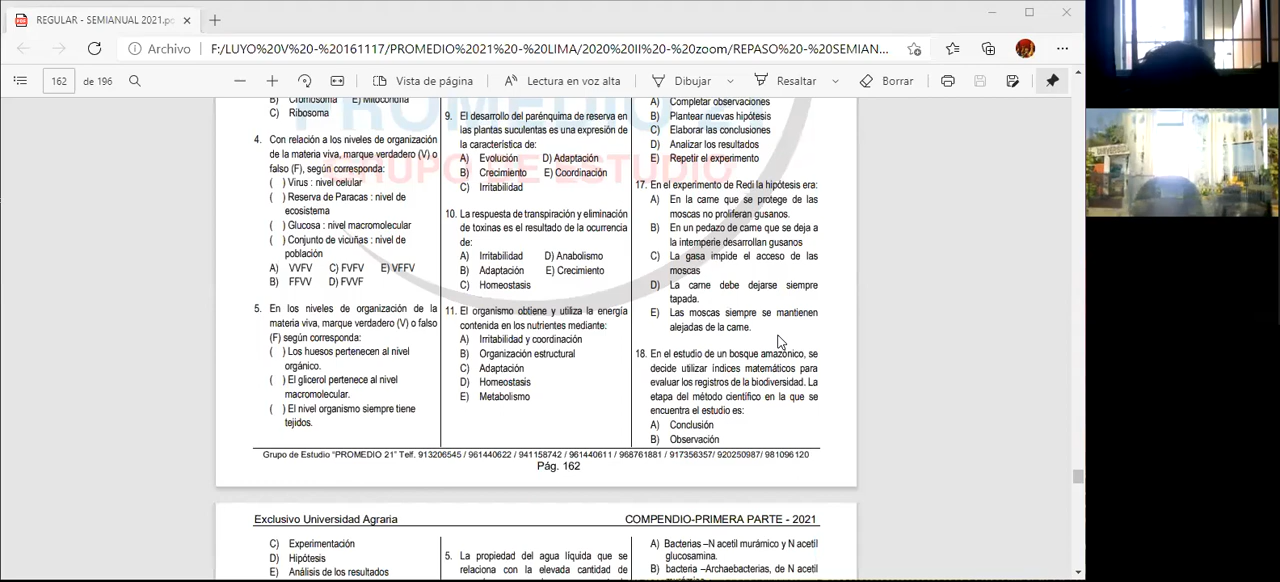 REGULAR - SEMIANUAL 2021.pc
Archivo
F:/LUYO%20V%20-%20161117/PROMEDIO%2021%20-%20LIMA/2020%20II%20-%20zoom/REPASO%20-%20SEMIAN...
162
de 196
Vista de página
Lectura en voz alta
Dibujar
Resaltar
Borrar
PROMEDIO 21
GRUPO DE ESTUDIO
B) Cromosoma E) Mitocondria
C) Ribosoma
4. Con relación a los niveles de organización
de la materia viva, marque verdadero (V) o
falso (F), según corresponda:
( ) Virus : nivel celular
( ) Reserva de Paracas : nivel de
ecosistema
( ) Glucosa : nivel macromolecular
( ) Conjunto de vicuñas : nivel de
población
A) VVFV C) FVFV E) VFFV
B) FFVV D) FVVF
5. En los niveles de organización de la
materia viva, marque verdadero (V) o falso
(F) según corresponda:
( ) Los huesos pertenecen al nivel
orgánico.
( ) El glicerol pertenece al nivel
macromolecular.
( ) El nivel organismo siempre tiene
tejidos.
9. El desarrollo del parénquima de reserva en
las plantas suculentas es una expresión de
la característica de:
A) Evolución D) Adaptación
B) Crecimiento E) Coordinación
C) Irritabilidad
10. La respuesta de transpiración y eliminación
de toxinas es el resultado de la ocurrencia
de:
A) Irritabilidad D) Anabolismo
B) Adaptación E) Crecimiento
C) Homeostasis
11. El organismo obtiene y utiliza la energía
contenida en los nutrientes mediante:
A) Irritabilidad y coordinación
B) Organización estructural
C) Adaptación
D) Homeostasis
E) Metabolismo
A) Completar observaciones
B) Plantear nuevas hipótesis
C) Elaborar las conclusiones
D) Analizar los resultados
E) Repetir el experimento
17. En el experimento de Redi la hipótesis era:
A) En la carne que se protege de las
moscas no proliferan gusanos.
B) En un pedazo de carne que se deja a
la intemperie desarrollan gusanos
C) La gasa impide el acceso de las
moscas
D) La carne debe dejarse siempre
tapada.
E) Las moscas siempre se mantienen
alejadas de la carne.
18. En el estudio de un bosque amazónico, se
decide utilizar índices matemáticos para
evaluar los registros de la biodiversidad. La
etapa del método científico en la que se
encuentra el estudio es:
A) Conclusión
B) Observación
Grupo de Estudio "PROMEDIO 21" Telf. 913206545 / 961440622 / 941158742 / 961440611 / 968761881 / 917356357/ 920250987/ 981096120
Pág. 162
Exclusivo Universidad Agraria
COMPENDIO-PRIMERA PARTE - 2021
C) Experimentación
D) Hipótesis
E) Análisis de los resultados
5. La propiedad del agua líquida que se
relaciona con la elevada cantidad de
A) Bacterias –N acetil murámico y N acetil
glucosamina.
B) bacteria –Archaebacterias, de N acetil